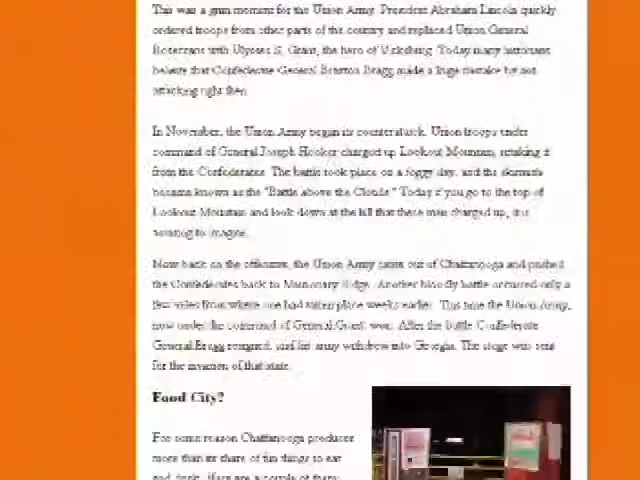 This was a grim moment for the Union Army. President Abraham Lincoln quickly
ordered troops from other parts of the country and replaced Union General
Rosecrans with Ulysses S. Grant, the hero of Vicksburg. Today many historians
believe that Confederate General Braxton Bragg made a huge mistake by not
attacking right then.
In November, the Union Army began its counterattack. Union troops under
command of General Joseph Hooker charged up Lookout Mountain, retaking it
from the Confederates. The battle took place on a foggy day, and the skirmish
became known as the "Battle above the Clouds." Today if you go to the top of
Lookout Mountain and look down at the hill that these men charged up, it is
amazing to imagine.
Now back on the offensive, the Union Army came out of Chattanooga and pushed
the Confederates back to Missionary Ridge. Another bloody battle occurred only a
few miles from where one had taken place weeks earlier. This time the Union Army,
now under the command of General Grant, won. After the battle Confederate
General Bragg resigned, and his army withdrew into Georgia. The stage was
for the invasion of that state.
Food City?
For some reason Chattanooga produces
more than its share of fun things to eat
and drink. Here are a couple of them: